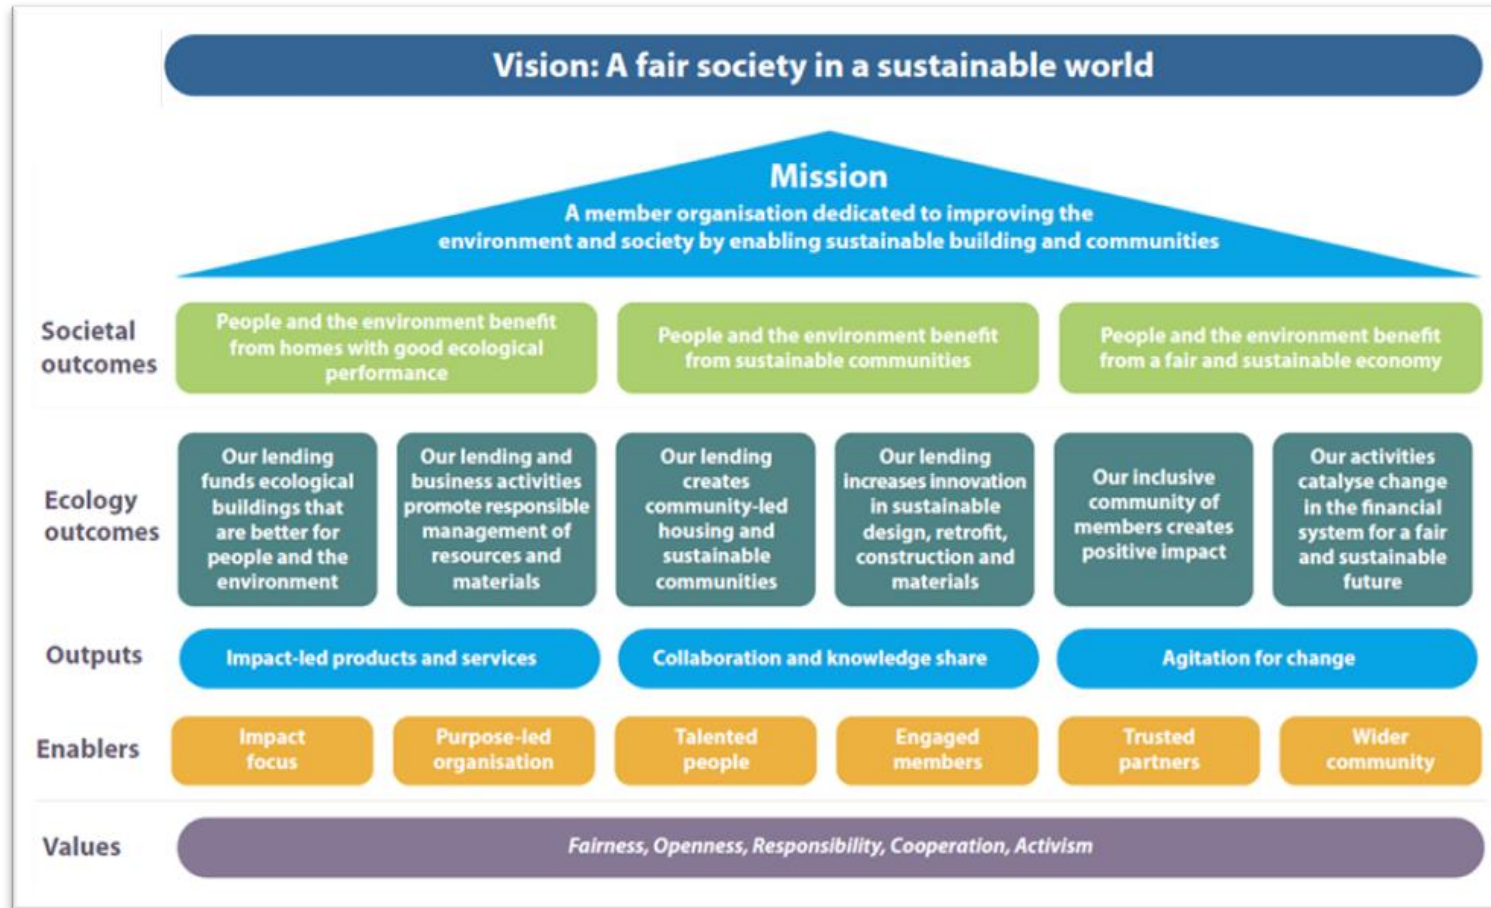 Vision: A fair society in a sustainable world
Mission
A member organisation dedicated to improving the
environment and society by enabling sustainable building and communities
Societal
outcomes
People and the environment benefit
from homes with good ecological
performance
People and the environment benefit
from sustainable communities
People and the environment benefit
from a fair and sustainable economy
Ecology
outcomes
Our lending
funds ecological
buildings that
are better for
people and the
environment
Our lending and
business activities
promote responsible
management of
resources and
materials
Our lending
creates
community-led
housing and
sustainable
communities
Our lending
increases innovation
in sustainable
design, retrofit,
construction and
materials
Our inclusive
community of
members creates
positive impact
Our activities
catalyse change
in the financial
system for a fair
and sustainable
future
Outputs
Impact-led products and services
Collaboration and knowledge share
Agitation for change
Enablers
Impact
focus
Purpose-led
organisation
Talented
people
Engaged
members
Trusted
partners
Wider
community
Values
Fairness, Openness, Responsibility, Cooperation, Activism